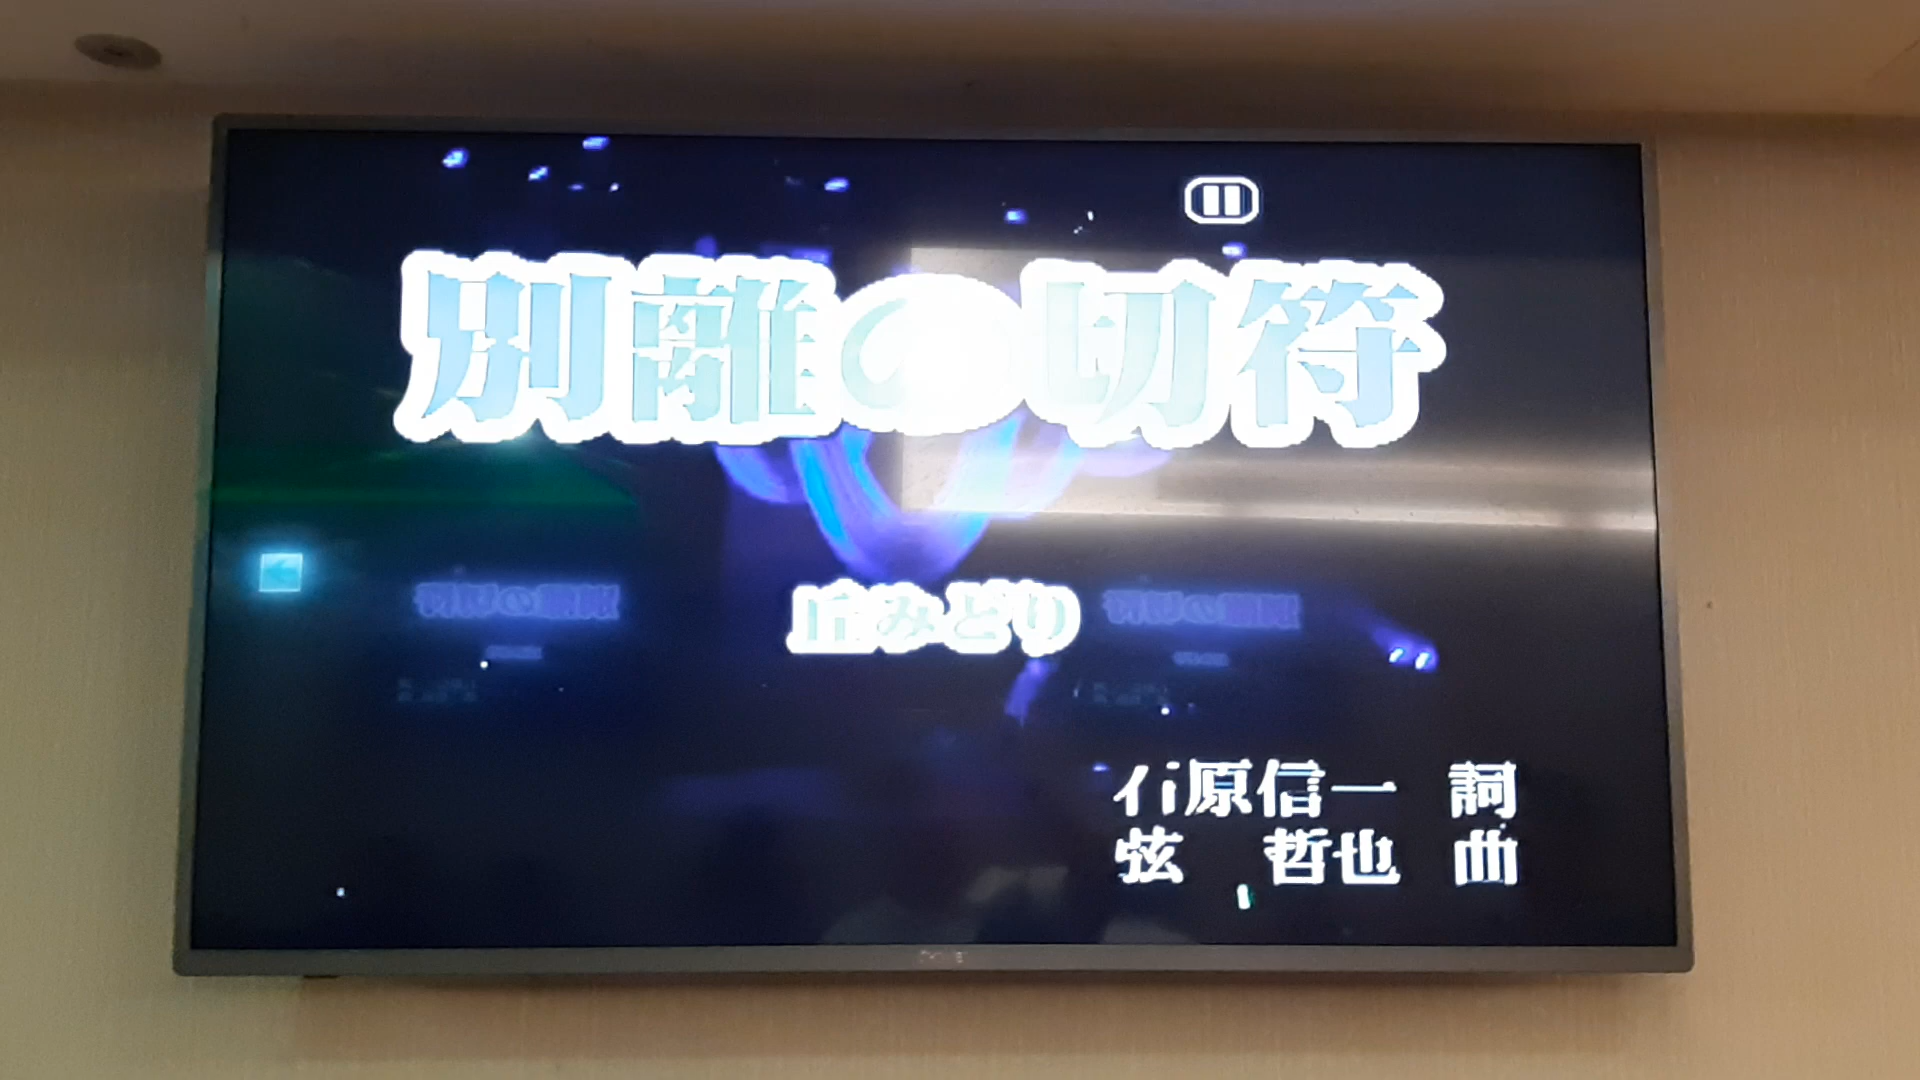 別離の切符
丘みどり
石原信一 詞
弦 哲也 曲